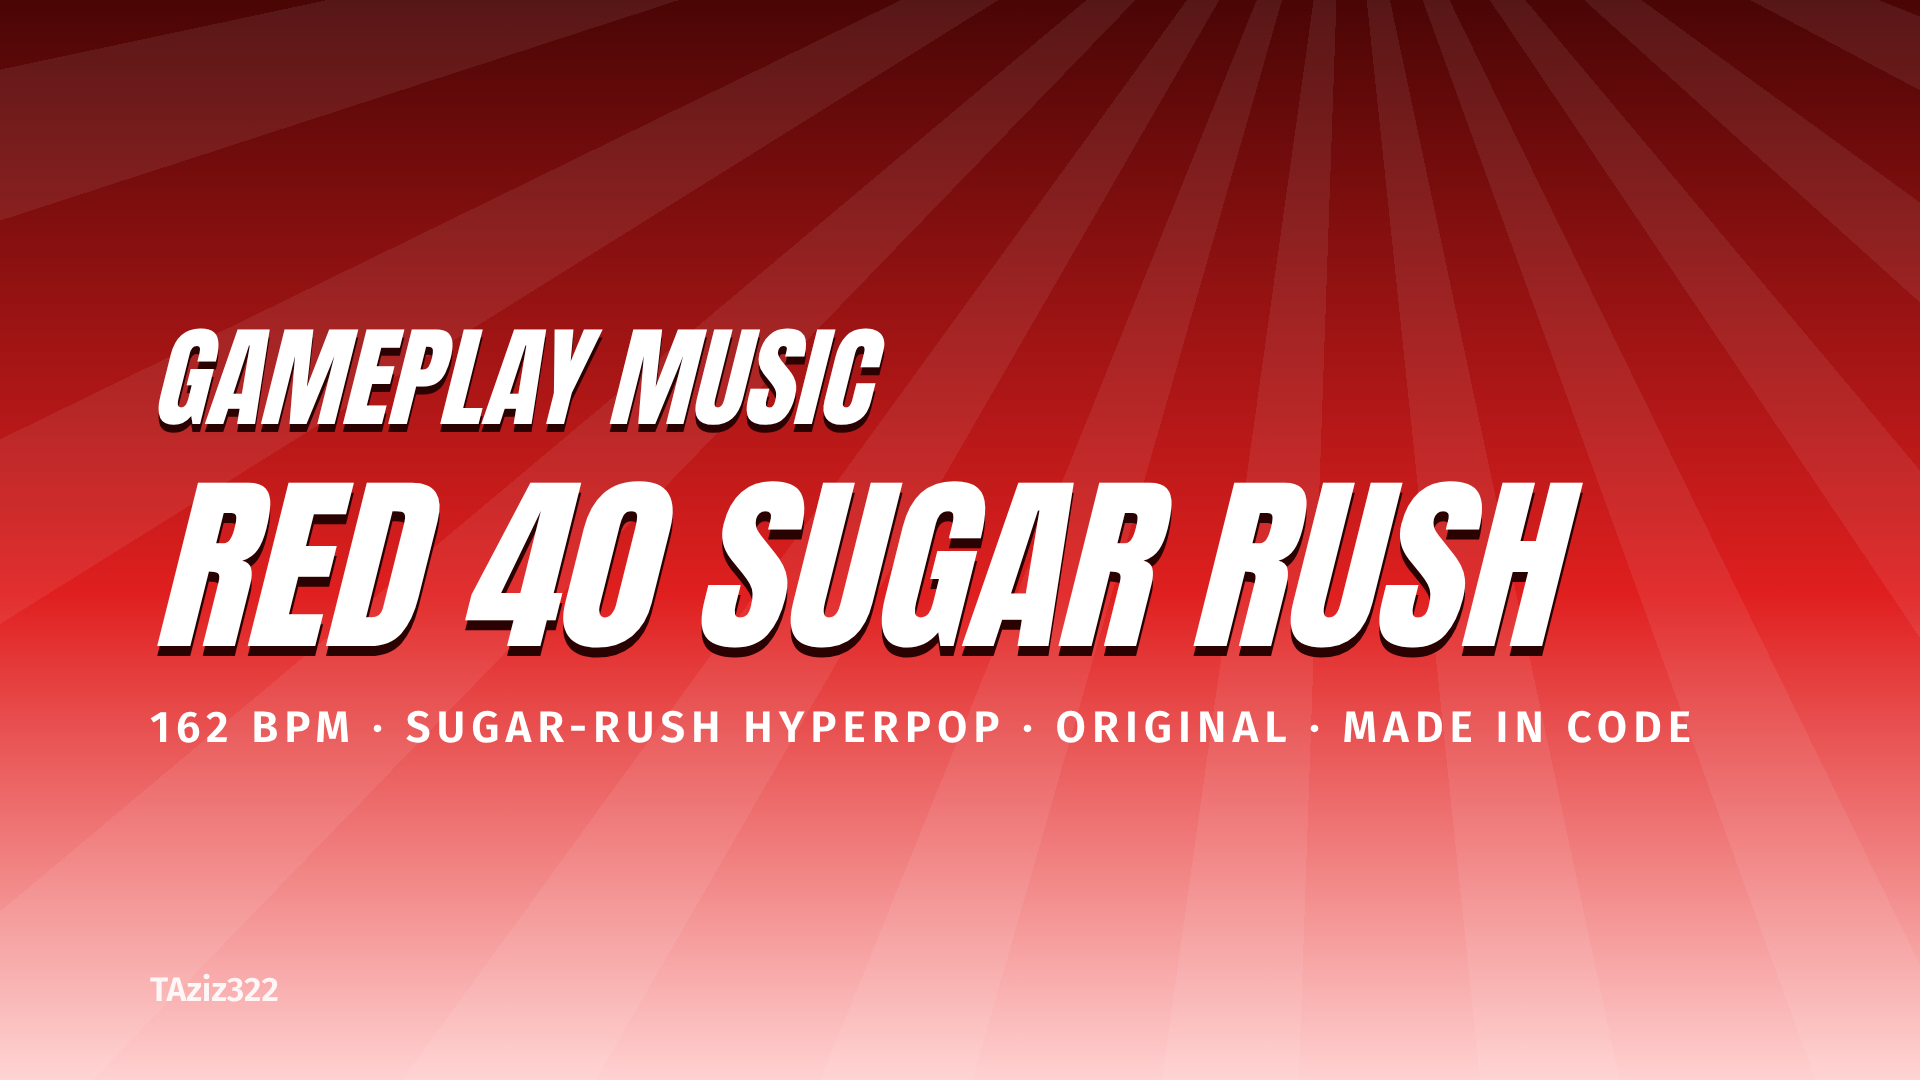 GAMEPLAY MUSIC
RED 40 SUGAR RUSH
162 BPM · SUGAR-RUSH HYPERPOP · ORIGINAL · MADE IN CODE
TAziz322